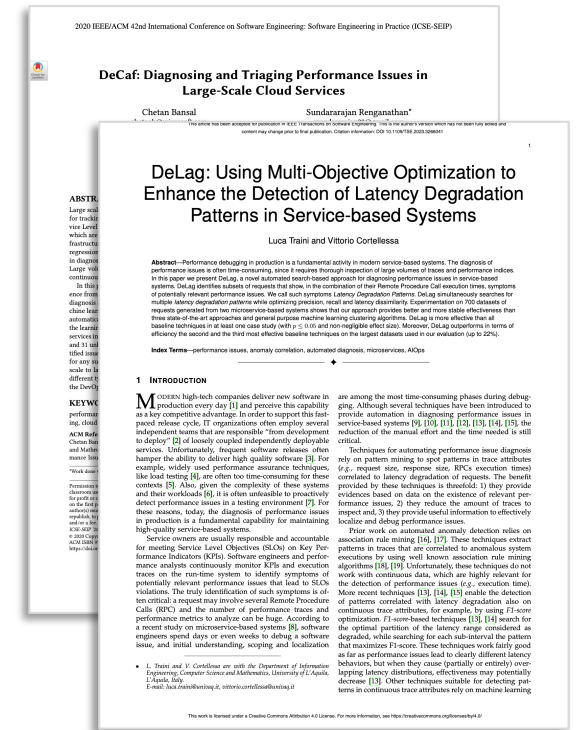 2020 IEEE/ACM 42nd International Conference on Software Engineering: Software Engineering in Practice (ICSE-SEIP)
DeCaf: Diagnosing and Triaging Performance Issues in
Large-Scale Cloud Services
Chetan Bansal
Sundararajan Renganathan*
This article has been accepted for publication in IEEE Transactions on Software Engineering. This is the author's version which has not been fully edited and
content may change prior to final publication. Citation information: DOI 10.1109/TSE.2023.3266041
1
DeLag: Using Multi-Objective Optimization to
Enhance the Detection of Latency Degradation
Patterns in Service-based Systems
Luca Traini and Vittorio Cortellessa
Abstract—Performance debugging in production is a fundamental activity in modern service-based systems. The diagnosis of
performance issues is often time-consuming, since it requires thorough inspection of large volumes of traces and performance indices.
In this paper we present DeLag, a novel automated search-based approach for diagnosing performance issues in service-based
systems. DeLag identifies subsets of requests that show, in the combination of their Remote Procedure Call execution times, symptoms
of potentially relevant performance issues. We call such symptoms Latency Degradation Patterns. DeLag simultaneously searches for
multiple latency degradation patterns while optimizing precision, recall and latency dissimilarity. Experimentation on 700 datasets of
requests generated from two microservice-based systems shows that our approach provides better and more stable effectiveness than
three state-of-the-art approaches and general purpose machine learning clustering algorithms. DeLag is more effective than all
baseline techniques in at least one case study (with p ≤ 0.05 and non-negligible effect size). Moreover, DeLag outperforms in terms of
efficiency the second and the third most effective baseline techniques on the largest datasets used in our evaluation (up to 22%).
Index Terms—performance issues, anomaly correlation, automated diagnosis, microservices, AIOps
1 INTRODUCTION
MODERN high-tech companies deliver new software in
production every day [1] and perceive this capability
as a key competitive advantage. In order to support this fast-
paced release cycle, IT organizations often employ several
independent teams that are responsible "from development
to deploy" [2] of loosely coupled independently deployable
services. Unfortunately, frequent software releases often
hamper the ability to deliver high quality software [3]. For
example, widely used performance assurance techniques,
like load testing [4], are often too time-consuming for these
contexts [5]. Also, given the complexity of these systems
and their workloads [6], it is often unfeasible to proactively
detect performance issues in a testing environment [7]. For
these reasons, today, the diagnosis of performance issues
in production is a fundamental capability for maintaining
high-quality service-based systems.
Service owners are usually responsible and accountable
for meeting Service Level Objectives (SLOs) on Key Per-
formance Indicators (KPIs). Software engineers and perfor-
mance analysts continuously monitor KPIs and execution
traces on the run-time system to identify symptoms of
potentially relevant performance issues that lead to SLOs
violations. The truly identification of such symptoms is of-
ten critical: a request may involve several Remote Procedure
Calls (RPC) and the number of performance traces and
performance metrics to analyze can be huge. According to
a recent study on microservice-based systems [8], software
engineers spend days or even weeks to debug a software
issue, and initial understanding, scoping and localization
are among the most time-consuming phases during debug-
ging. Although several techniques have been introduced to
provide automation in diagnosing performance issues in
service-based systems [9], [10], [11], [12], [13], [14], [15], the
reduction of the manual effort and the time needed is still
critical.
Techniques for automating performance issue diagnosis
rely on pattern mining to spot patterns in trace attributes
(e.g., request size, response size, RPCs execution times)
correlated to latency degradation of requests. The benefit
provided by these techniques is threefold: 1) they provide
evidences based on data on the existence of relevant per-
formance issues, 2) they reduce the amount of traces to
inspect and, 3) they provide useful information to effectively
localize and debug performance issues.
Prior work on automated anomaly detection relies on
association rule mining [16], [17]. These techniques extract
patterns in traces that are correlated to anomalous system
executions by using well known association rule mining
algorithms [18], [19]. Unfortunately, these techniques do not
work with continuous data, which are highly relevant for
the detection of performance issues (e.g., execution time).
More recent techniques [13], [14], [15] enable the detection
of patterns correlated with latency degradation also on
continuous trace attributes, for example, by using F1-score
optimization. F1-score-based techniques [13], [14] search for
the optimal partition of the latency range considered as
degraded, while searching for each sub-interval the pattern
that maximizes F1-score. These techniques work fairly good
as far as performance issues lead to clearly different latency
behaviors, but when they cause (partially or entirely) over-
lapping latency distributions, effectiveness may potentially
decrease [13]. Other techniques suitable for detecting pat-
terns in continuous trace attributes rely on machine learning
• L. Traini and V. Cortellessa are with the Department of Information
Engineering, Computer Science and Mathematics, University of L'Aquila,
L'Aquila, Italy.
E-mail: luca.traini@univaq.it, vittorio.cortellessa@univaq.it
This work is licensed under a Creative Commons Attribution 4.0 License. For more information, see https://creativecommons.org/licenses/by/4.0/